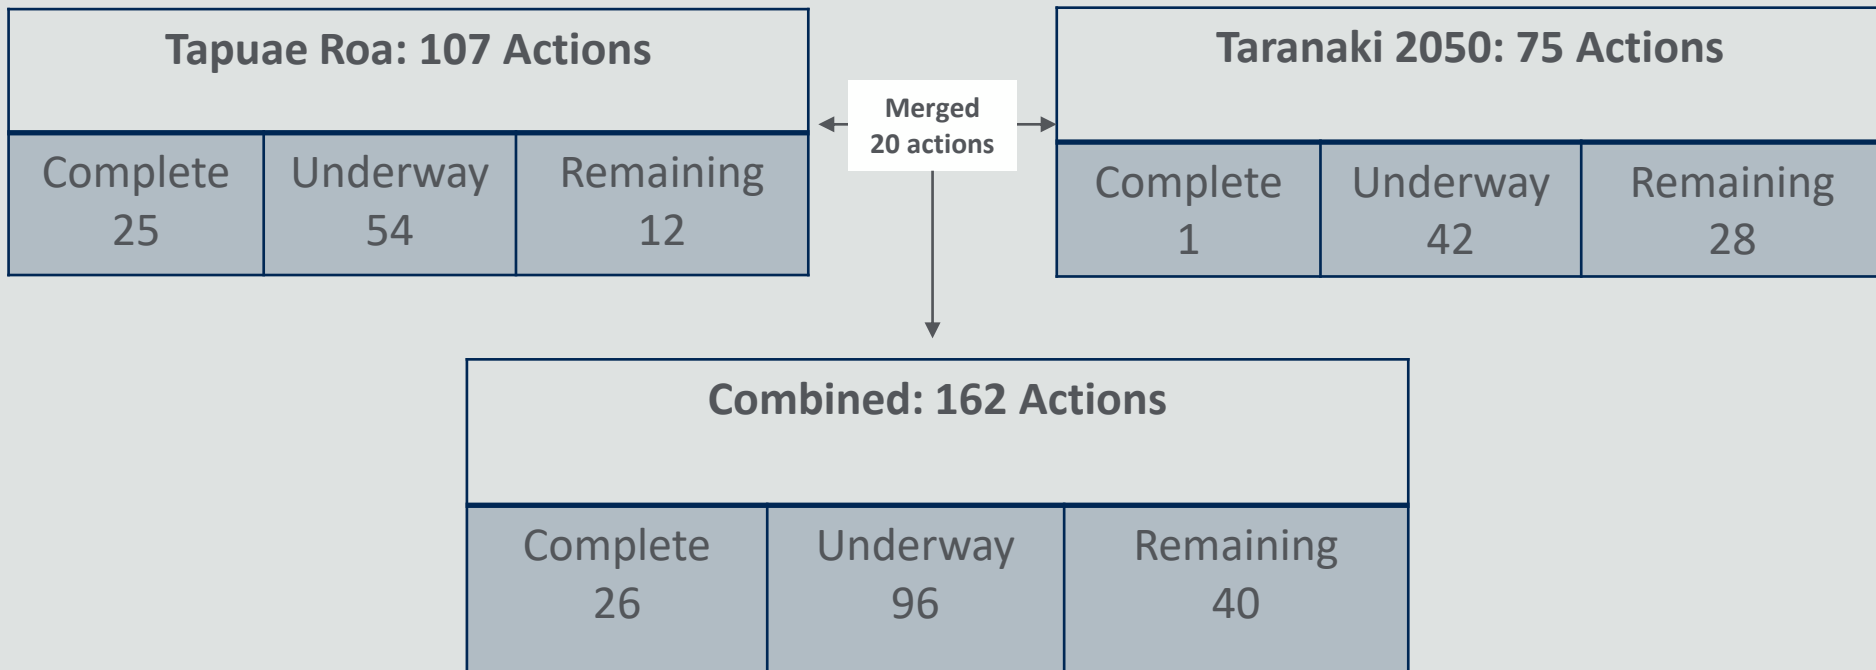 Tapuae Roa: 107 Actions
Complete
25
Underway
54
Remaining
12
Merged
20 actions
Taranaki 2050: 75 Actions
Complete
1
Underway
42
Remaining
28
Combined: 162 Actions
Complete
26
Underway
96
Remaining
40